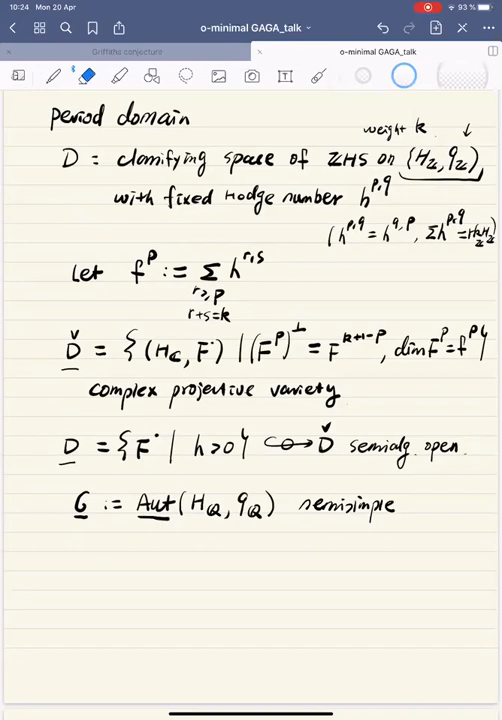 10:24 Mon 20 Apr
93 %
o-minimal GAGA_talk
Griffiths conjecture
× o-minimal GAGA_talk
Period domain
weight k ↓
D = classifying space of ZHS on (H_Z, q_Z)
with fixed Hodge number h^{p,q}
(h^{p,q} = h^{q,p}, Σh^{p,q} =
Let f^p := Σ_{r≥p, r+s=k} h^{r,s}
Ď = { (H_C, F^•) | (F^p)^⊥ = F^{k+1-p}, dim F^p = f^p }
complex projective variety
D = { F^• | h>0 } ↪ Ď semialg. open
G := Aut(H_Q, q_Q) semisimple